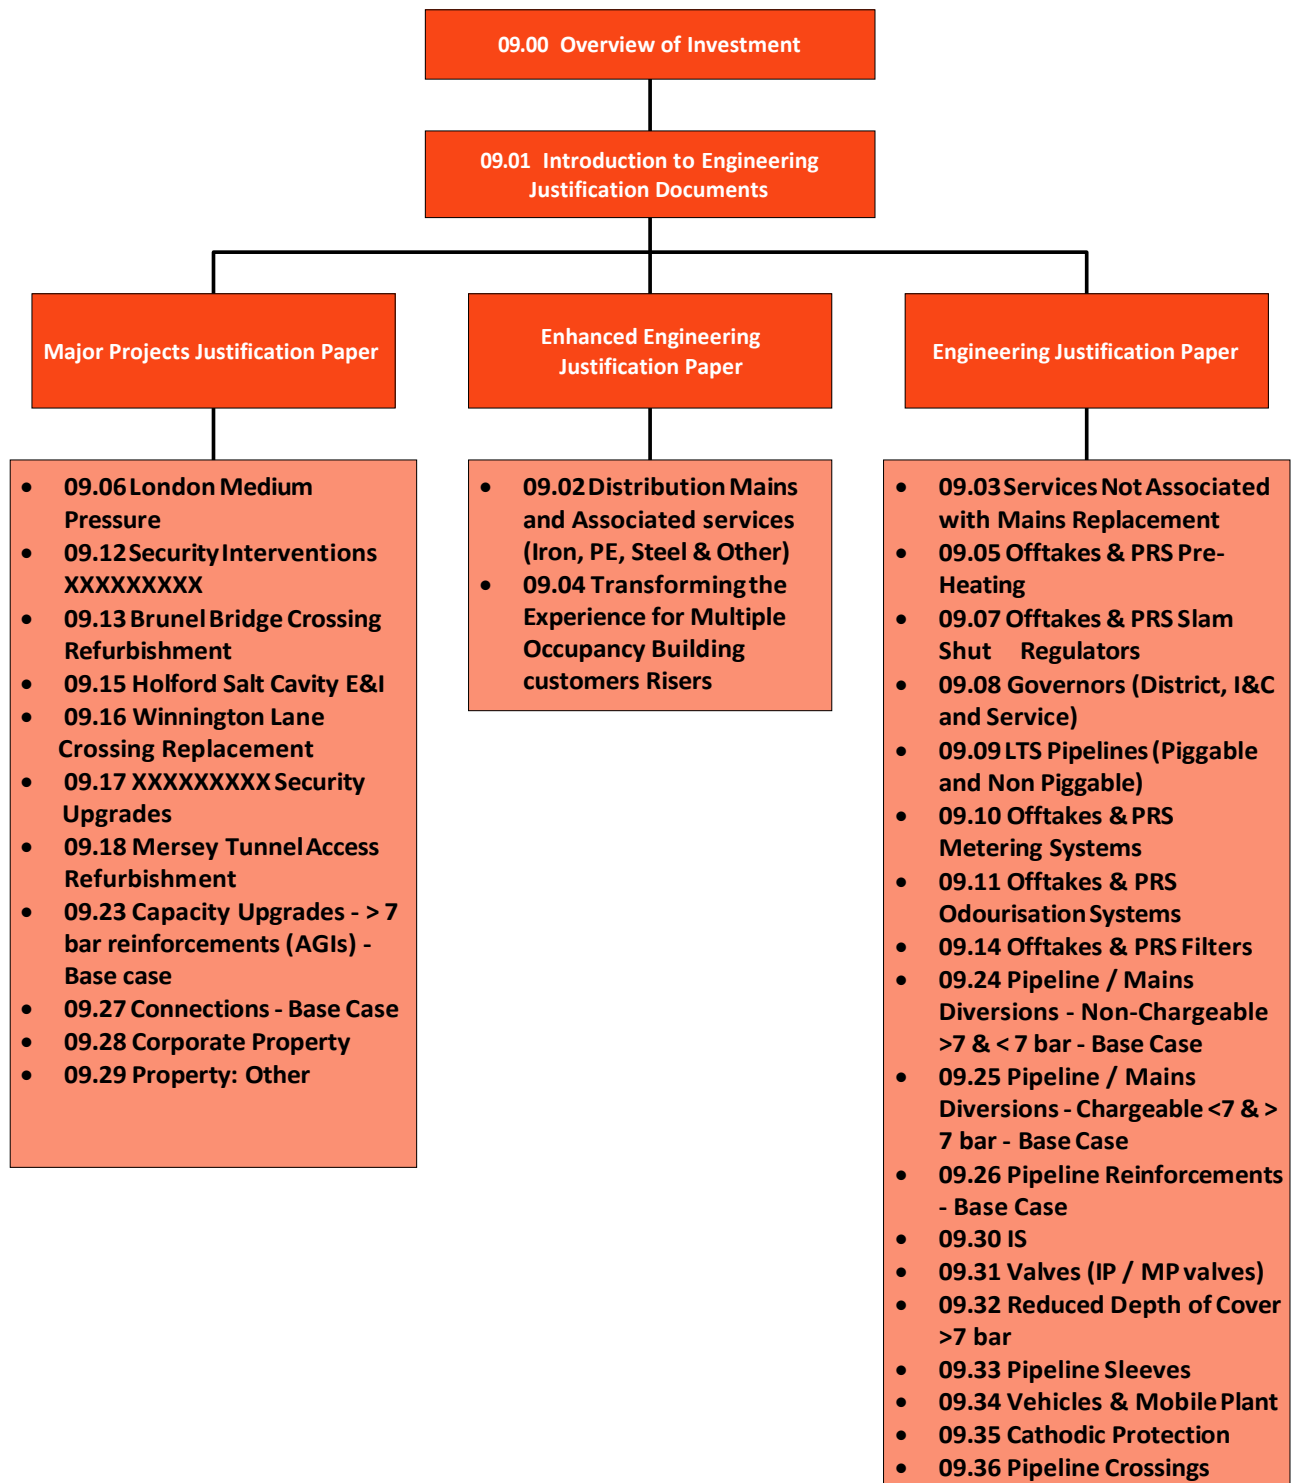 09.00 Overview of Investment
09.01 Introduction to Engineering
Justification Documents
Major Projects Justification Paper
Enhanced Engineering
Justification Paper
Engineering Justification Paper
• 09.06 London Medium
Pressure
• 09.12 Security Interventions
XXXXXXXXX
• 09.13 Brunel Bridge Crossing
Refurbishment
• 09.15 Holford Salt Cavity E&I
• 09.16 Winnington Lane
Crossing Replacement
• 09.17 XXXXXXXXX Security
Upgrades
• 09.18 Mersey Tunnel Access
Refurbishment
• 09.23 Capacity Upgrades - > 7
bar reinforcements (AGIs) -
Base case
• 09.27 Connections - Base Case
• 09.28 Corporate Property
• 09.29 Property: Other
• 09.02 Distribution Mains
and Associated services
(Iron, PE, Steel & Other)
• 09.04 Transforming the
Experience for Multiple
Occupancy Building
customers Risers
• 09.03 Services Not Associated
with Mains Replacement
• 09.05 Offtakes & PRS Pre-
Heating
• 09.07 Offtakes & PRS Slam
Shut Regulators
• 09.08 Governors (District, I&C
and Service)
• 09.09 LTS Pipelines (Piggable
and Non Piggable)
• 09.10 Offtakes & PRS
Metering Systems
• 09.11 Offtakes & PRS
Odourisation Systems
• 09.14 Offtakes & PRS Filters
• 09.24 Pipeline / Mains
Diversions - Non-Chargeable
>7 & < 7 bar - Base Case
• 09.25 Pipeline / Mains
Diversions - Chargeable <7 & >
7 bar - Base Case
• 09.26 Pipeline Reinforcements
- Base Case
• 09.30 IS
• 09.31 Valves (IP / MP valves)
• 09.32 Reduced Depth of Cover
>7 bar
• 09.33 Pipeline Sleeves
• 09.34 Vehicles & Mobile Plant
• 09.35 Cathodic Protection
• 09.36 Pipeline Crossings